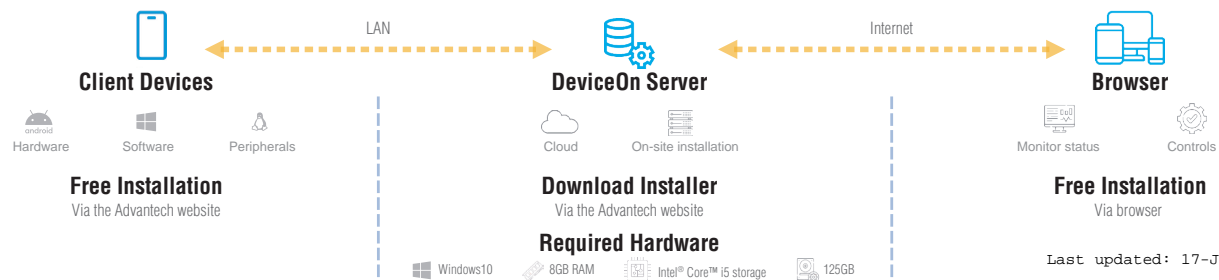 LAN
Internet
Client Devices
DeviceOn Server
Browser
android
Hardware
Software
Peripherals
Cloud
On-site installation
CPU
Monitor status
Controls
Free Installation
Via the Advantech website
Download Installer
Via the Advantech website
Free Installation
Via browser
Required Hardware
Windows10
8GB RAM
Intel® Core™ i5 storage
125GB
Last updated: 17-J